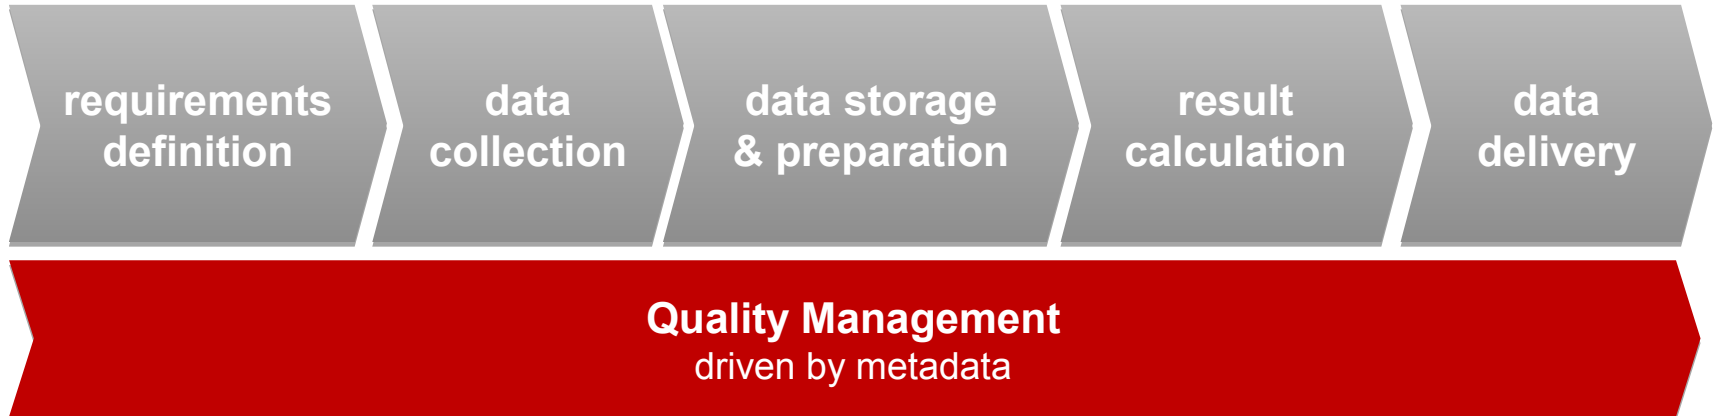 requirements
definition
data
collection
data storage
& preparation
result
calculation
data
delivery
Quality Management
driven by metadata